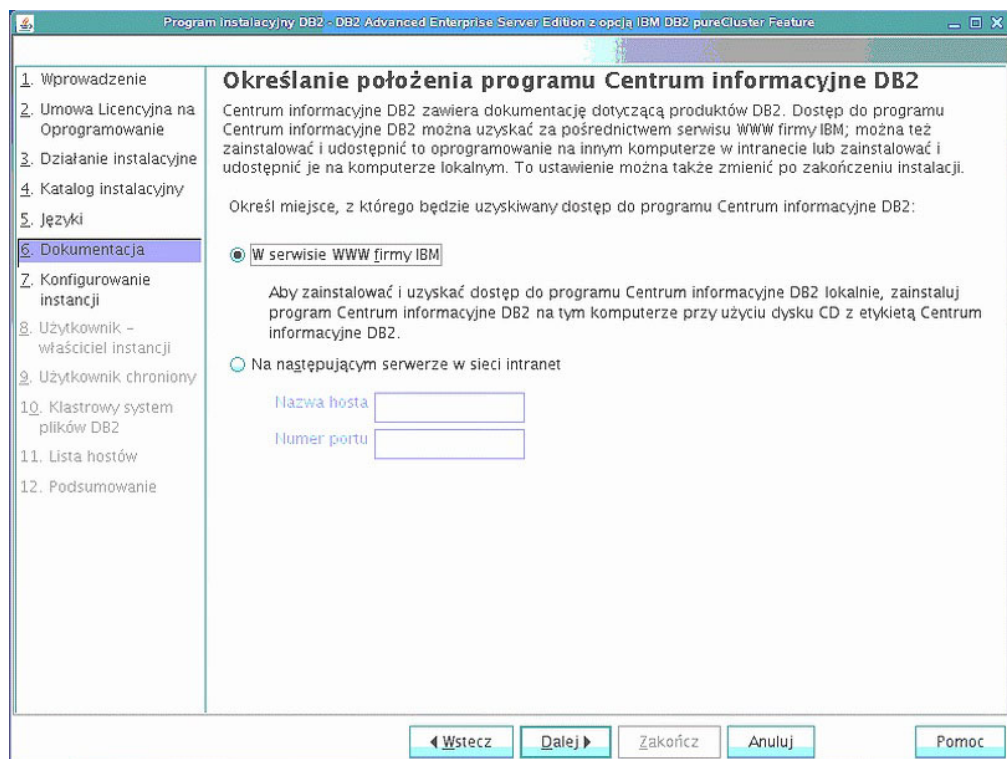 Program instalacyjny DB2 - DB2 Advanced Enterprise Server Edition z opcją IBM DB2 pureCluster Feature
1. Wprowadzenie
2. Umowa Licencyjna na
Oprogramowanie
3. Działanie instalacyjne
4. Katalog instalacyjny
5. Języki
6. Dokumentacja
7. Konfigurowanie
instancji
8. Użytkownik –
właściciel instancji
9. Użytkownik chroniony
10. Klastrowy system
plików DB2
11. Lista hostów
12. Podsumowanie
Określanie położenia programu Centrum informacyjne DB2
Centrum informacyjne DB2 zawiera dokumentację dotyczącą produktów DB2. Dostęp do programu
Centrum informacyjne DB2 można uzyskać za pośrednictwem serwisu WWW firmy IBM; można też
zainstalować i udostępnić to oprogramowanie na innym komputerze w intranecie lub zainstalować i
udostępnić je na komputerze lokalnym. To ustawienie można także zmienić po zakończeniu instalacji.
Określ miejsce, z którego będzie uzyskiwany dostęp do programu Centrum informacyjne DB2:
W serwisie WWW firmy IBM
Aby zainstalować i uzyskać dostęp do programu Centrum informacyjne DB2 lokalnie, zainstaluj
program Centrum informacyjne DB2 na tym komputerze przy użyciu dysku CD z etykietą Centrum
informacyjne DB2.
Na następującym serwerze w sieci intranet
Nazwa hosta
Numer portu
Wstecz Dalej Zakończ Anuluj Pomoc